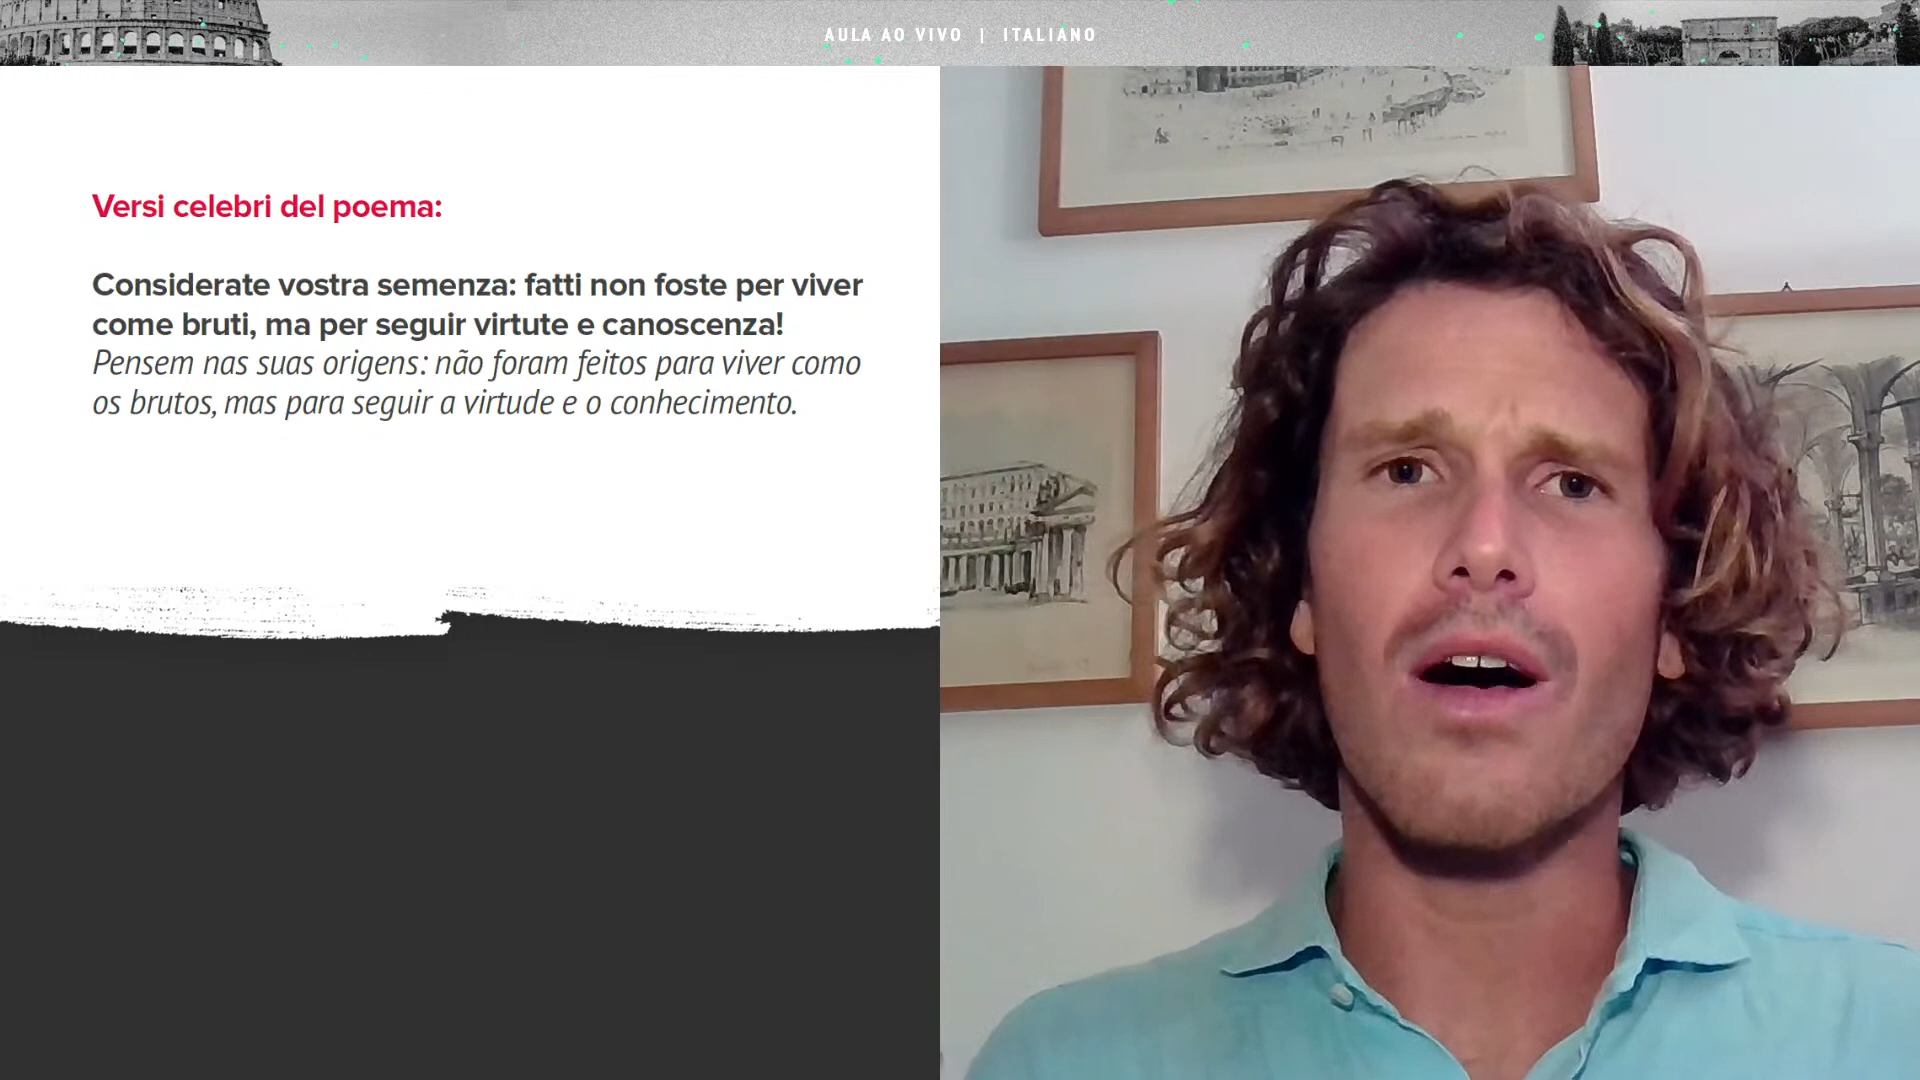 AULA AO VIVO | ITALIANO
Versi celebri del poema:
Considerate vostra semenza: fatti non foste per viver
come bruti, ma per seguir virtute e canoscenza!
Pensem nas suas origens: não foram feitos para viver como
os brutos, mas para seguir a virtude e o conhecimento.